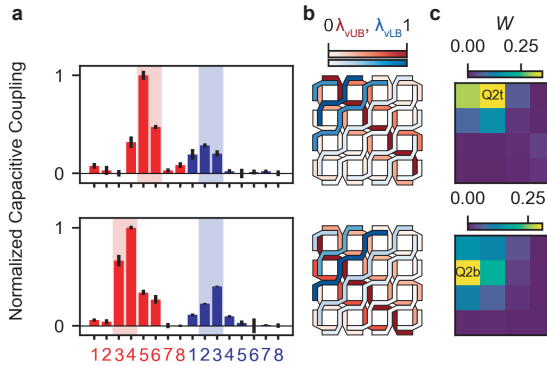 a
b
c
Normalized Capacitive Coupling
1
0
1
0
1 2 3 4 5 6 7 8 1 2 3 4 5 6 7 8
0 λvUB, λvLB 1
W
0.00 0.25
Q2t
0.00 0.25
Q2b